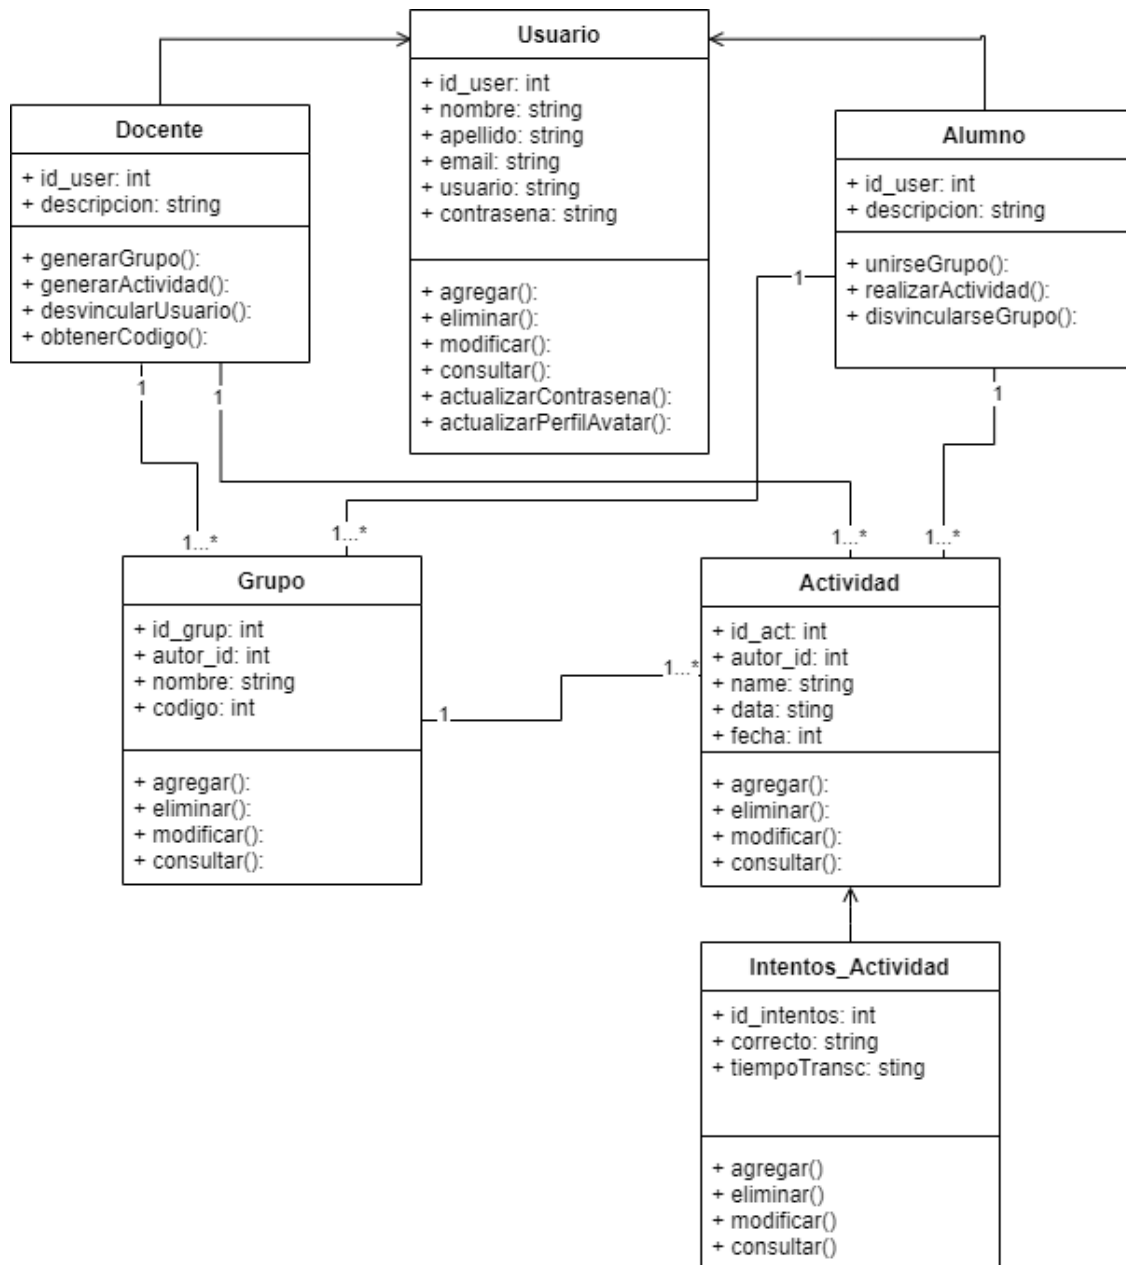 Usuario
+ id_user: int
+ nombre: string
+ apellido: string
+ email: string
+ usuario: string
+ contrasena: string
+ agregar():
+ eliminar():
+ modificar():
+ consultar():
+ actualizarContrasena():
+ actualizarPerfilAvatar():
Docente
+ id_user: int
+ descripcion: string
+ generarGrupo():
+ generarActividad():
+ desvincularUsuario():
+ obtenerCodigo():
Alumno
+ id_user: int
+ descripcion: string
+ unirseGrupo():
+ realizarActividad():
+ disvincularseGrupo():
1
1
1
1
1...*
1...*
1...*
1...*
Grupo
+ id_grup: int
+ autor_id: int
+ nombre: string
+ codigo: int
+ agregar():
+ eliminar():
+ modificar():
+ consultar():
1
1...*
Actividad
+ id_act: int
+ autor_id: int
+ name: string
+ data: sting
+ fecha: int
+ agregar():
+ eliminar():
+ modificar():
+ consultar():
Intentos_Actividad
+ id_intentos: int
+ correcto: string
+ tiempoTransc: sting
+ agregar()
+ eliminar()
+ modificar()
+ consultar()